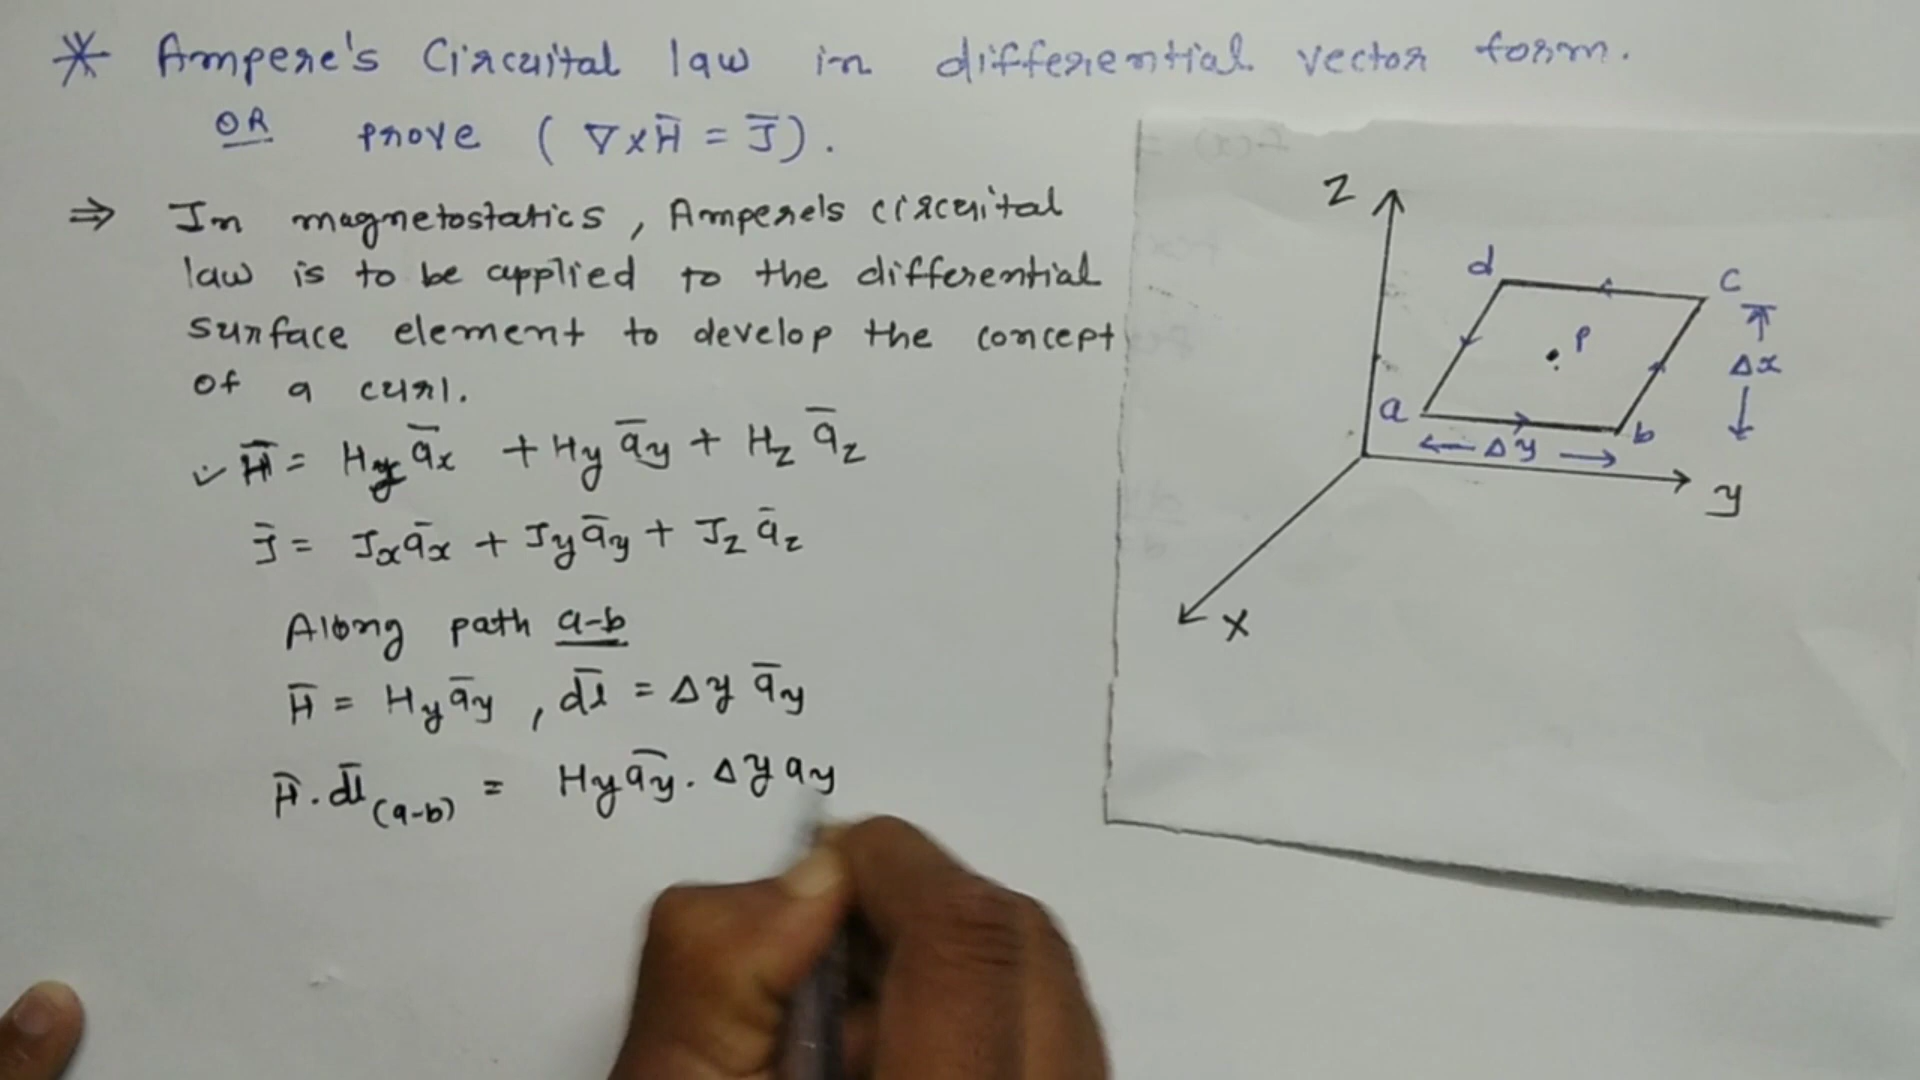 * Ampere's Circuital law in differential vector form.
OR prove ( ∇×H̄ = J̄ ).
⇒ In magnetostatics, Ampere's circuital
law is to be applied to the differential
surface element to develop the concept
of a curl.
H̄ = Hy āx + Hy āy + Hz āz
J̄ = Jx āx + Jy āy + Jz āz
Along path a-b
H̄ = Hy āy , dl̄ = Δy āy
H̄ . dl̄ (a-b) = Hy āy . Δy ay
Z
d
c
P
Δx
a
b
Δy
y
X